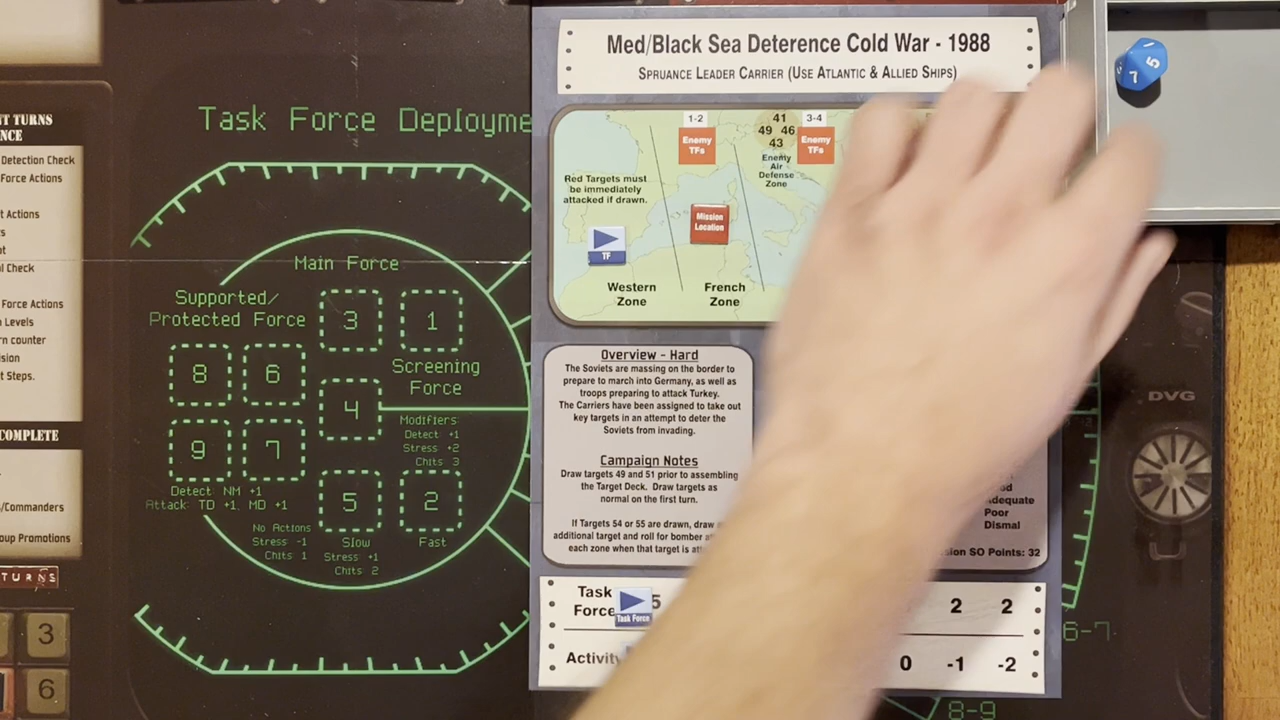 Med/Black Sea Deterence Cold War - 1988
Spruance Leader Carrier (Use Atlantic & Allied Ships)
NT TURNS
Detection Check
Force Actions
Actions
l Check
Force Actions
Levels
rn counter
Steps.
COMPLETE
/Commanders
oup Promotions
TURNS
3
6
Task Force Deployme
Main Force
Supported/
Protected Force
3
1
8
6
4
9
7
5
2
Screening
Force
Modifiers:
Detect +1
Stress +2
Chits 3
Detect: NM +1
Attack: TD +1, MD +1
No Actions
Stress -1
Chits 1
Slow
Stress +1
Chits 2
Fast
1-2
Enemy
TFs
41
49 46
43
Enemy
Air
Defense
Zone
3-4
Enemy
TFs
Red Targets must
be immediately
attacked if drawn.
Mission
Location
TF
Western
Zone
French
Zone
Overview - Hard
The Soviets are massing on the border to
prepare to march into Germany, as well as
troops preparing to attack Turkey.
The Carriers have been assigned to take out
key targets in an attempt to deter the
Soviets from invading.
Campaign Notes
Draw targets 49 and 51 prior to assembling
the Target Deck. Draw targets as
normal on the first turn.
If Targets 54 or 55 are drawn, draw
additional target and roll for bomber
each zone when that target is
Adequate
Poor
Dismal
SO Points: 32
Task
Force
Task Force
5
2 2
Activity
0 -1 -2
DVG
6-7
8-9
7
5